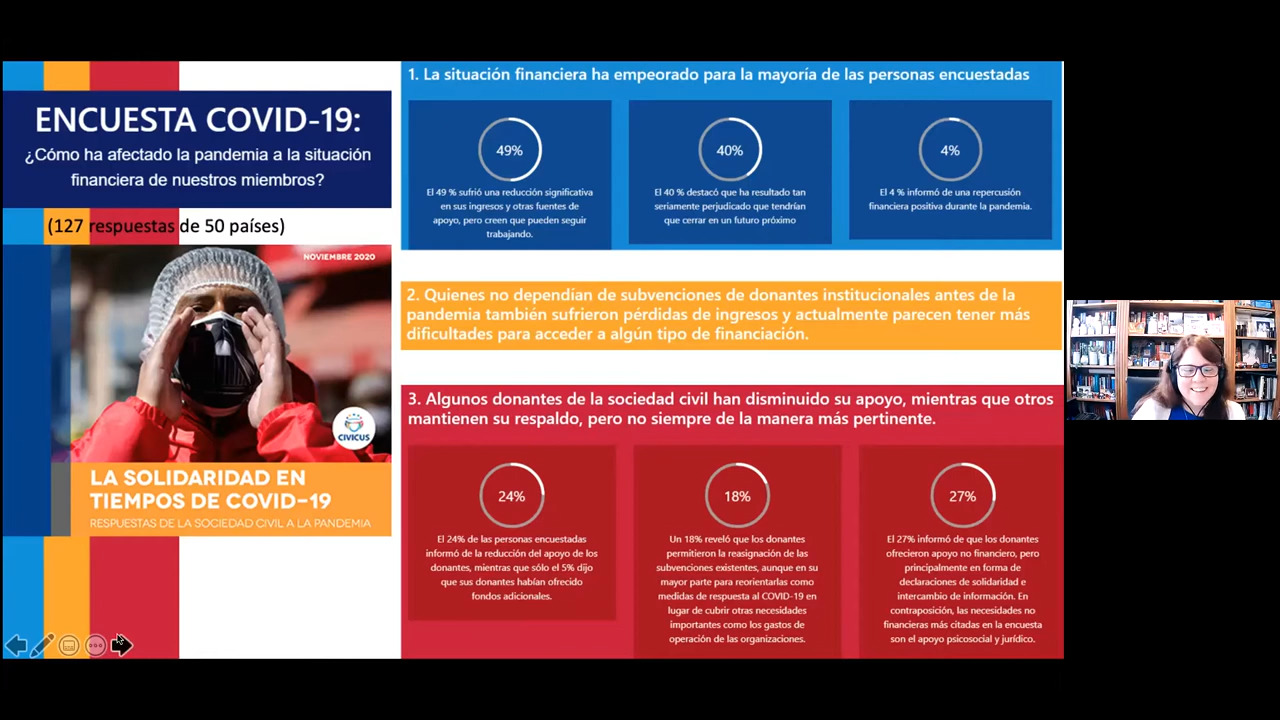 ENCUESTA COVID-19:
¿Cómo ha afectado la pandemia a la situación
financiera de nuestros miembros?
(127 respuestas de 50 países)
NOVIEMBRE 2020
CIVICUS
LA SOLIDARIDAD EN
TIEMPOS DE COVID-19
RESPUESTAS DE LA SOCIEDAD CIVIL A LA PANDEMIA
1. La situación financiera ha empeorado para la mayoría de las personas encuestadas
49%
El 49 % sufrió una reducción significativa
en sus ingresos y otras fuentes de
apoyo, pero creen que pueden seguir
trabajando.
40%
El 40 % destacó que ha resultado tan
seriamente perjudicado que tendrían
que cerrar en un futuro próximo
4%
El 4 % informó de una repercusión
financiera positiva durante la pandemia.
2. Quienes no dependían de subvenciones de donantes institucionales antes de la
pandemia también sufrieron pérdidas de ingresos y actualmente parecen tener más
dificultades para acceder a algún tipo de financiación.
3. Algunos donantes de la sociedad civil han disminuido su apoyo, mientras que otros
mantienen su respaldo, pero no siempre de la manera más pertinente.
24%
El 24% de las personas encuestadas
informó de la reducción del apoyo de los
donantes, mientras que sólo el 5% dijo
que sus donantes habían ofrecido
fondos adicionales.
18%
Un 18% reveló que los donantes
permitieron la reasignación de las
subvenciones existentes, aunque en su
mayor parte para reorientarlas como
medidas de respuesta al COVID-19 en
lugar de cubrir otras necesidades
importantes como los gastos de
operación de las organizaciones.
27%
El 27% informó de que los donantes
ofrecieron apoyo no financiero, pero
principalmente en forma de
declaraciones de solidaridad e
intercambio de información. En
contraposición, las necesidades no
financieras más citadas en la encuesta
son el apoyo psicosocial y jurídico.